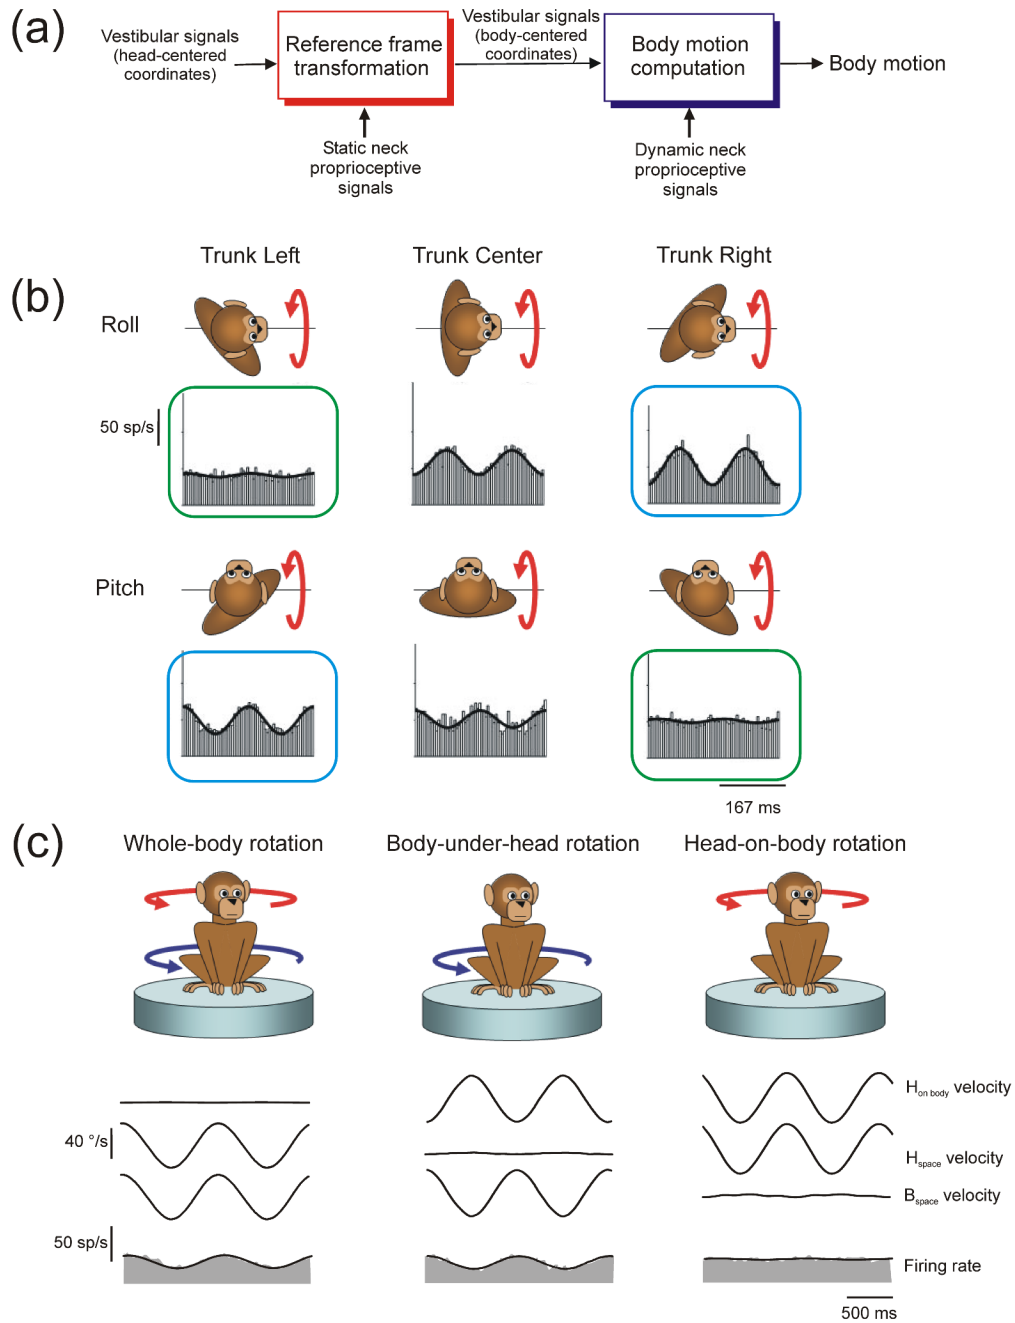 (a)
Vestibular signals
(head-centered
coordinates)
Reference frame
transformation
Vestibular signals
(body-centered
coordinates)
Body motion
computation
Body motion
Static neck
proprioceptive
signals
Dynamic neck
proprioceptive
signals
(b)
Trunk Left
Trunk Center
Trunk Right
Roll
50 sp/s
Pitch
167 ms
(c)
Whole-body rotation
Body-under-head rotation
Head-on-body rotation
H on body velocity
40 °/s
H space velocity
B space velocity
50 sp/s
Firing rate
500 ms